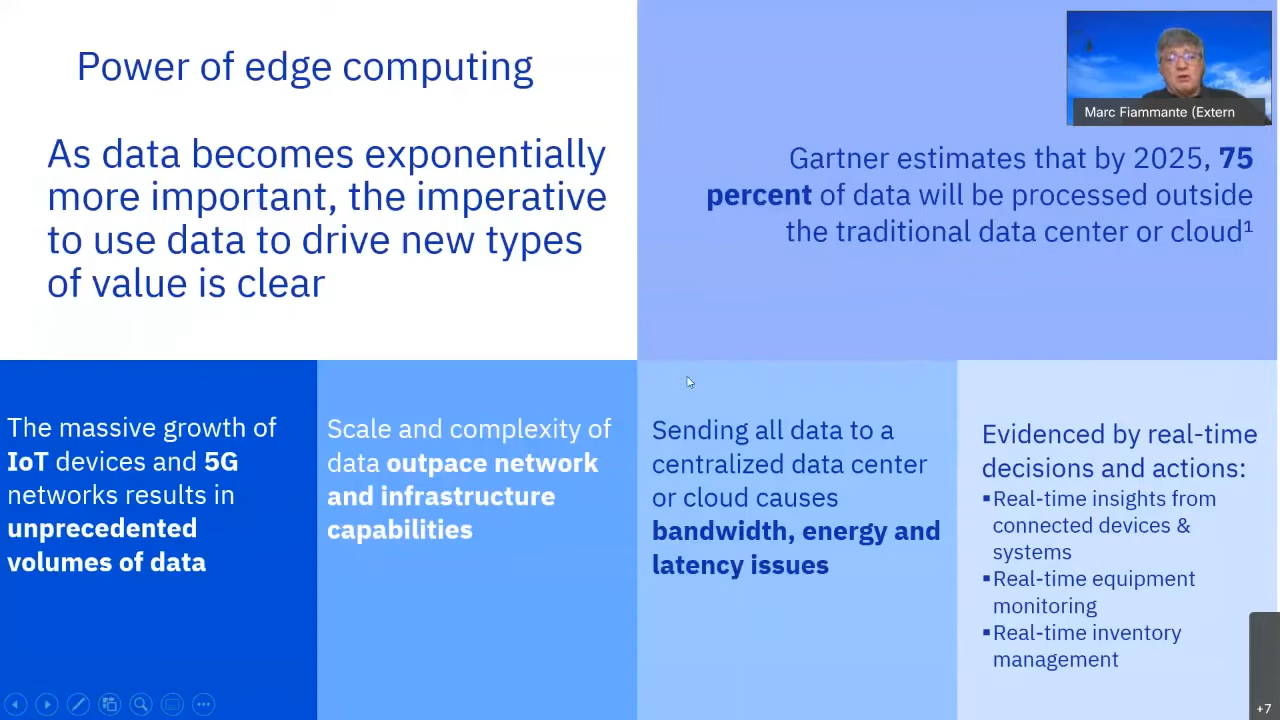 Power of edge computing
As data becomes exponentially
more important, the imperative
to use data to drive new types
of value is clear
Marc Fiammante (Extern
Gartner estimates that by 2025, 75
percent of data will be processed outside
the traditional data center or cloud¹
The massive growth of
IoT devices and 5G
networks results in
unprecedented
volumes of data
Scale and complexity of
data outpace network
and infrastructure
capabilities
Sending all data to a
centralized data center
or cloud causes
bandwidth, energy and
latency issues
Evidenced by real-time
decisions and actions:
▪Real-time insights from
connected devices &
systems
▪Real-time equipment
monitoring
▪Real-time inventory
management
+7